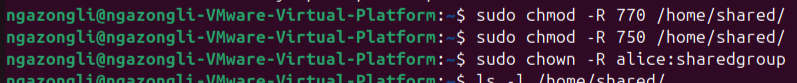 ngazongli@ngazongli-VMware-Virtual-Platform:~$ sudo chmod -R 770 /home/shared/
ngazongli@ngazongli-VMware-Virtual-Platform:~$ sudo chmod -R 750 /home/shared/
ngazongli@ngazongli-VMware-Virtual-Platform:~$ sudo chown -R alice:sharedgroup
ngazongli@ngazongli-VMware-Virtual-Platform:~$ ls -l /home/shared/